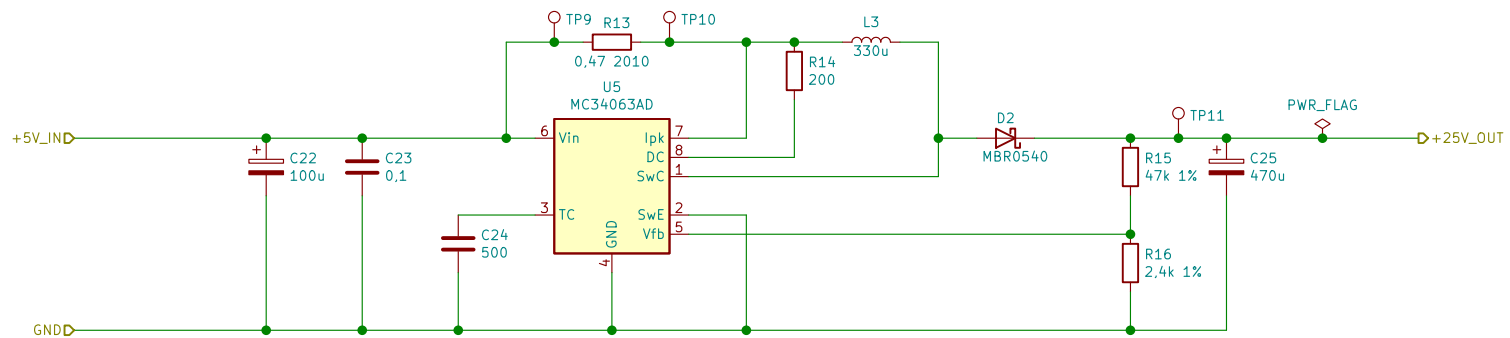 TP9
R13
0,47 2010
TP10
L3
330u
R14
200
U5
MC34063AD
+5V_IN
6
Vin
Ipk
7
DC
8
SwC
1
3
TC
SwE
2
Vfb
5
GND
4
C22
100u
C23
0,1
C24
500
D2
MBR0540
TP11
PWR_FLAG
+25V_OUT
R15
47k 1%
C25
470u
R16
2,4k 1%
GND
+
+